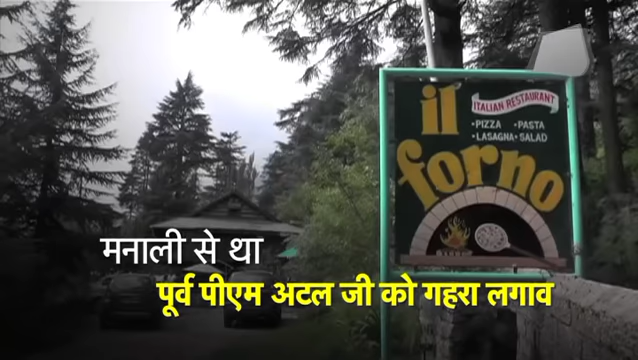 il
ITALIAN RESTAURANT
•PIZZA •PASTA
•LASAGNA •SALAD
forno
मनाली से था
पूर्व पीएम अटल जी को गहरा लगाव